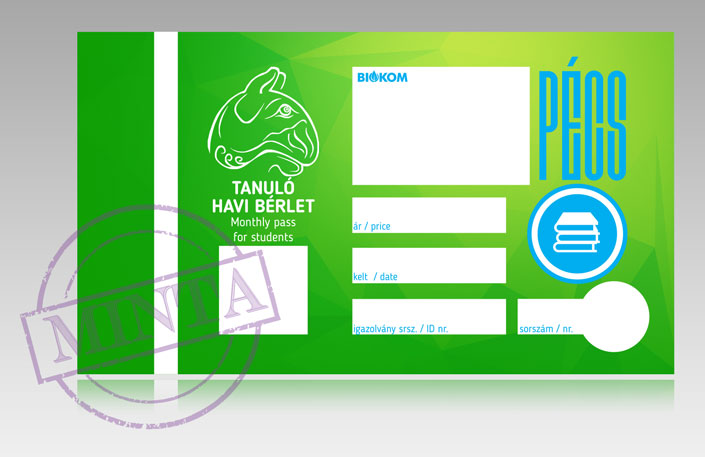 BIOKOM
PÉCS
TANULÓ
HAVI BÉRLET
Monthly pass
for students
ár / price
kelt / date
igazolvány srsz. / ID nr.
sorszám / nr.
MINTA